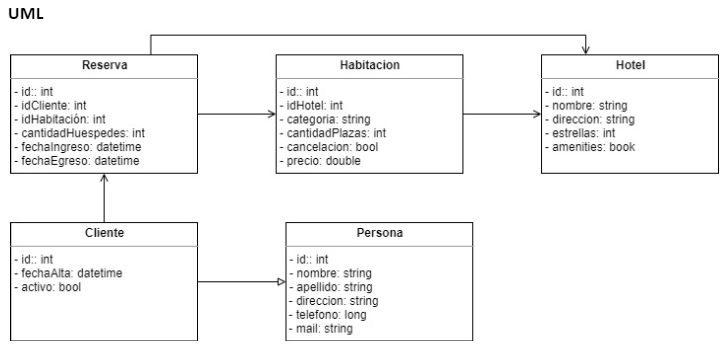 UML
Reserva
- id:: int
- idCliente: int
- idHabitación: int
- cantidadHuespedes: int
- fechaIngreso: datetime
- fechaEgreso: datetime
Habitacion
- id:: int
- idHotel: int
- categoria: string
- cantidadPlazas: int
- cancelacion: bool
- precio: double
Hotel
- id:: int
- nombre: string
- direccion: string
- estrellas: int
- amenities: book
Cliente
- id:: int
- fechaAlta: datetime
- activo: bool
Persona
- id:: int
- nombre: string
- apellido: string
- direccion: string
- telefono: long
- mail: string